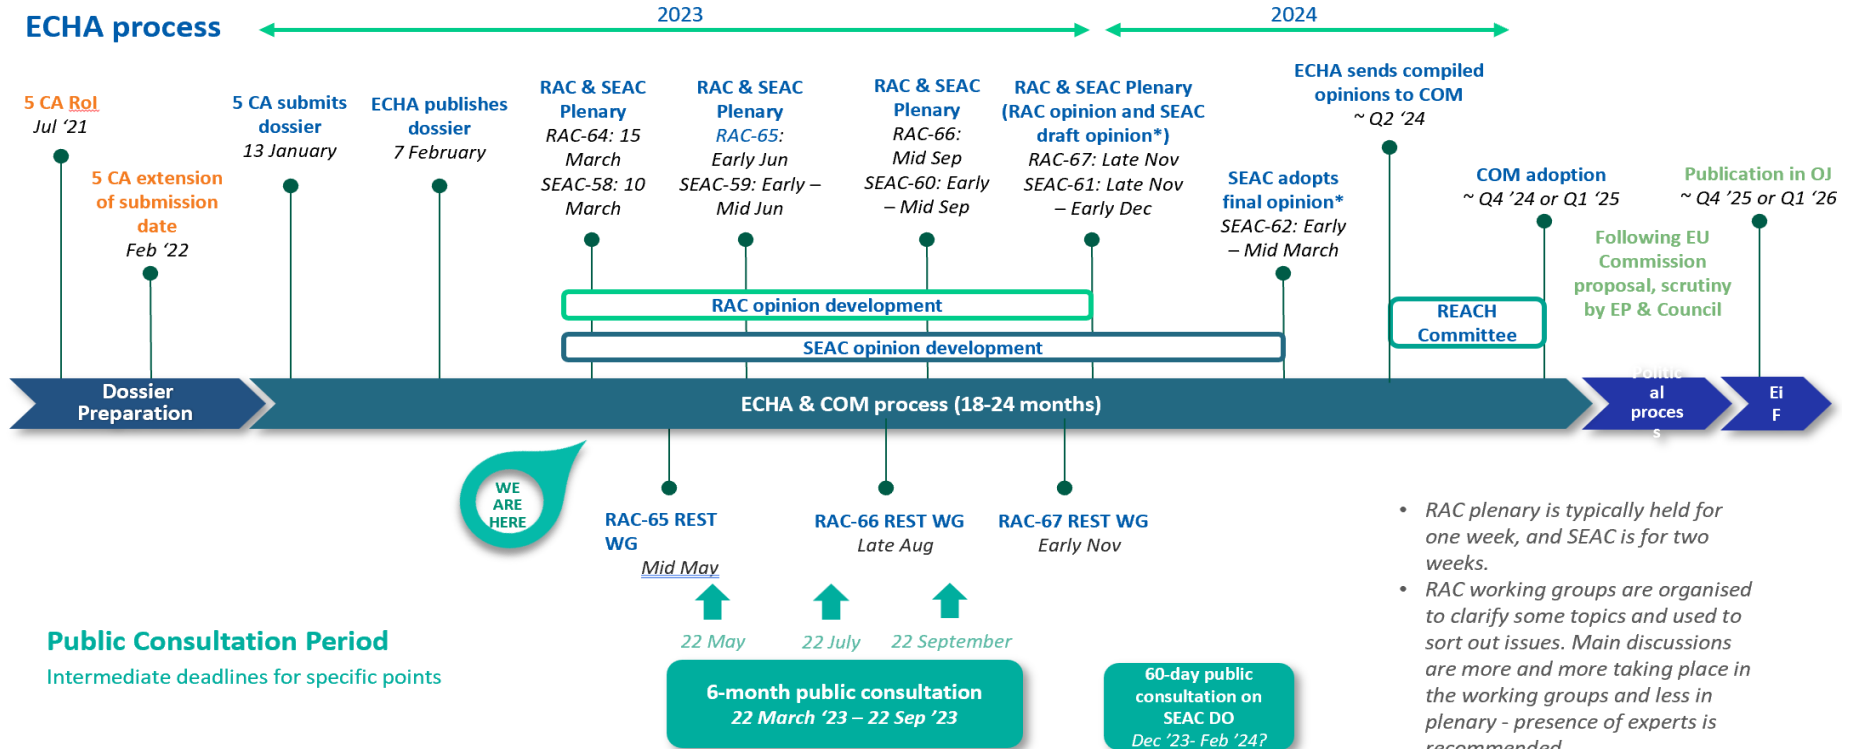 ECHA process
2023
2024
5 CA RoI
Jul ‘21
5 CA extension
of submission
date
Feb ‘22
5 CA submits
dossier
13 January
ECHA publishes
dossier
7 February
RAC & SEAC
Plenary
RAC-64: 15
March
SEAC-58: 10
March
RAC & SEAC
Plenary
RAC-65:
Early Jun
SEAC-59: Early –
Mid Jun
RAC & SEAC
Plenary
RAC-66:
Mid Sep
SEAC-60: Early
– Mid Sep
RAC & SEAC Plenary
(RAC opinion and SEAC
draft opinion*)
RAC-67: Late Nov
SEAC-61: Late Nov
– Early Dec
SEAC adopts
final opinion*
SEAC-62: Early
– Mid March
ECHA sends compiled
opinions to COM
~ Q2 ‘24
COM adoption
~ Q4 ’24 or Q1 ‘25
Publication in OJ
~ Q4 ’25 or Q1 ‘26
Following EU
Commission
proposal, scrutiny
by EP & Council
RAC opinion development
SEAC opinion development
REACH
Committee
Dossier
Preparation
ECHA & COM process (18-24 months)
Politic
al
proces
s
Ei
F
WE
ARE
HERE
RAC-65 REST
WG
Mid May
RAC-66 REST WG
Late Aug
RAC-67 REST WG
Early Nov
22 May
22 July
22 September
Public Consultation Period
Intermediate deadlines for specific points
6-month public consultation
22 March ‘23 – 22 Sep ’23
60-day public
consultation on
SEAC DO
Dec ’23- Feb ‘24?
• RAC plenary is typically held for
one week, and SEAC is for two
weeks.
• RAC working groups are organised
to clarify some topics and used to
sort out issues. Main discussions
are more and more taking place in
the working groups and less in
plenary - presence of experts is
recommended